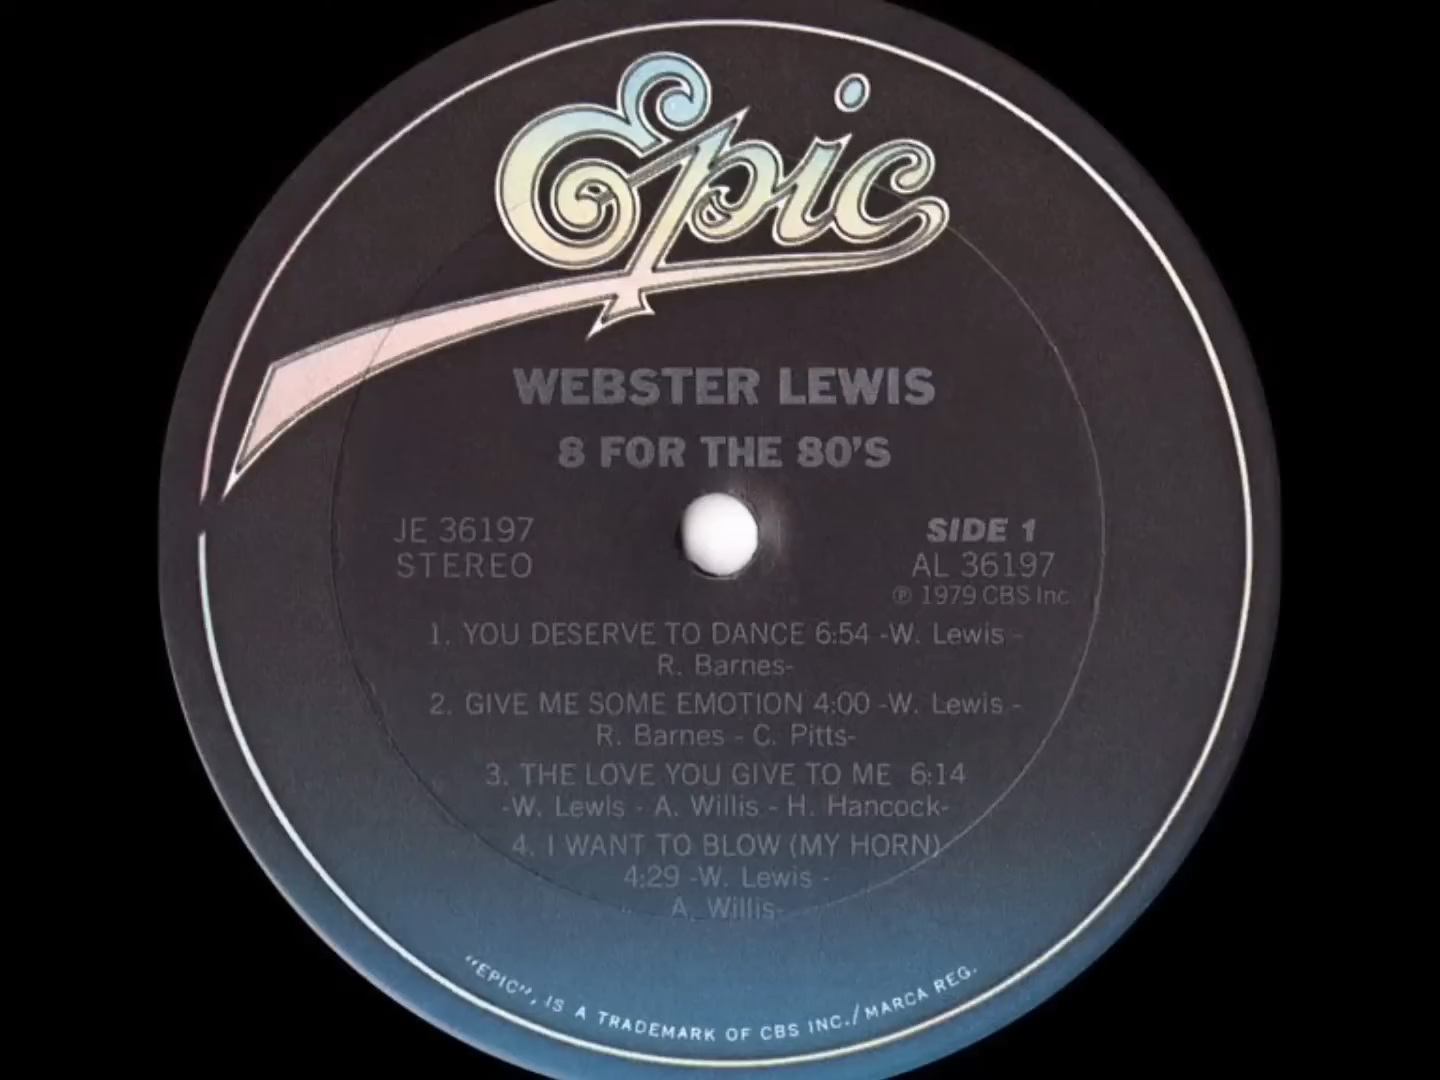 Epic
WEBSTER LEWIS
8 FOR THE 80'S
JE 36197
STEREO
SIDE 1
AL 36197
℗ 1979 CBS Inc.
1. YOU DESERVE TO DANCE 6:54 -W. Lewis -
R. Barnes-
2. GIVE ME SOME EMOTION 4:00 -W. Lewis -
R. Barnes - C. Pitts-
3. THE LOVE YOU GIVE TO ME 6:14
-W. Lewis - A. Willis - H. Hancock-
4. I WANT TO BLOW (MY HORN)
4:29 -W. Lewis -
A. Willis-
"EPIC", IS A TRADEMARK OF CBS INC./MARCA REG.